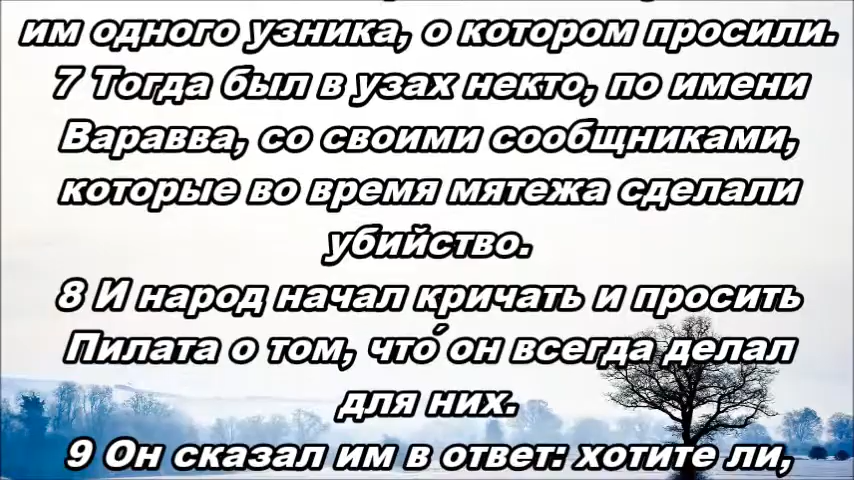 им одного узника, о котором просили.
7 Тогда был в узах некто, по имени
Варавва, со своими сообщниками,
которые во время мятежа сделали
убийство.
8 И народ начал кричать и просить
Пилата о том, что́ он всегда делал
для них.
9 Он сказал им в ответ: хотите ли,